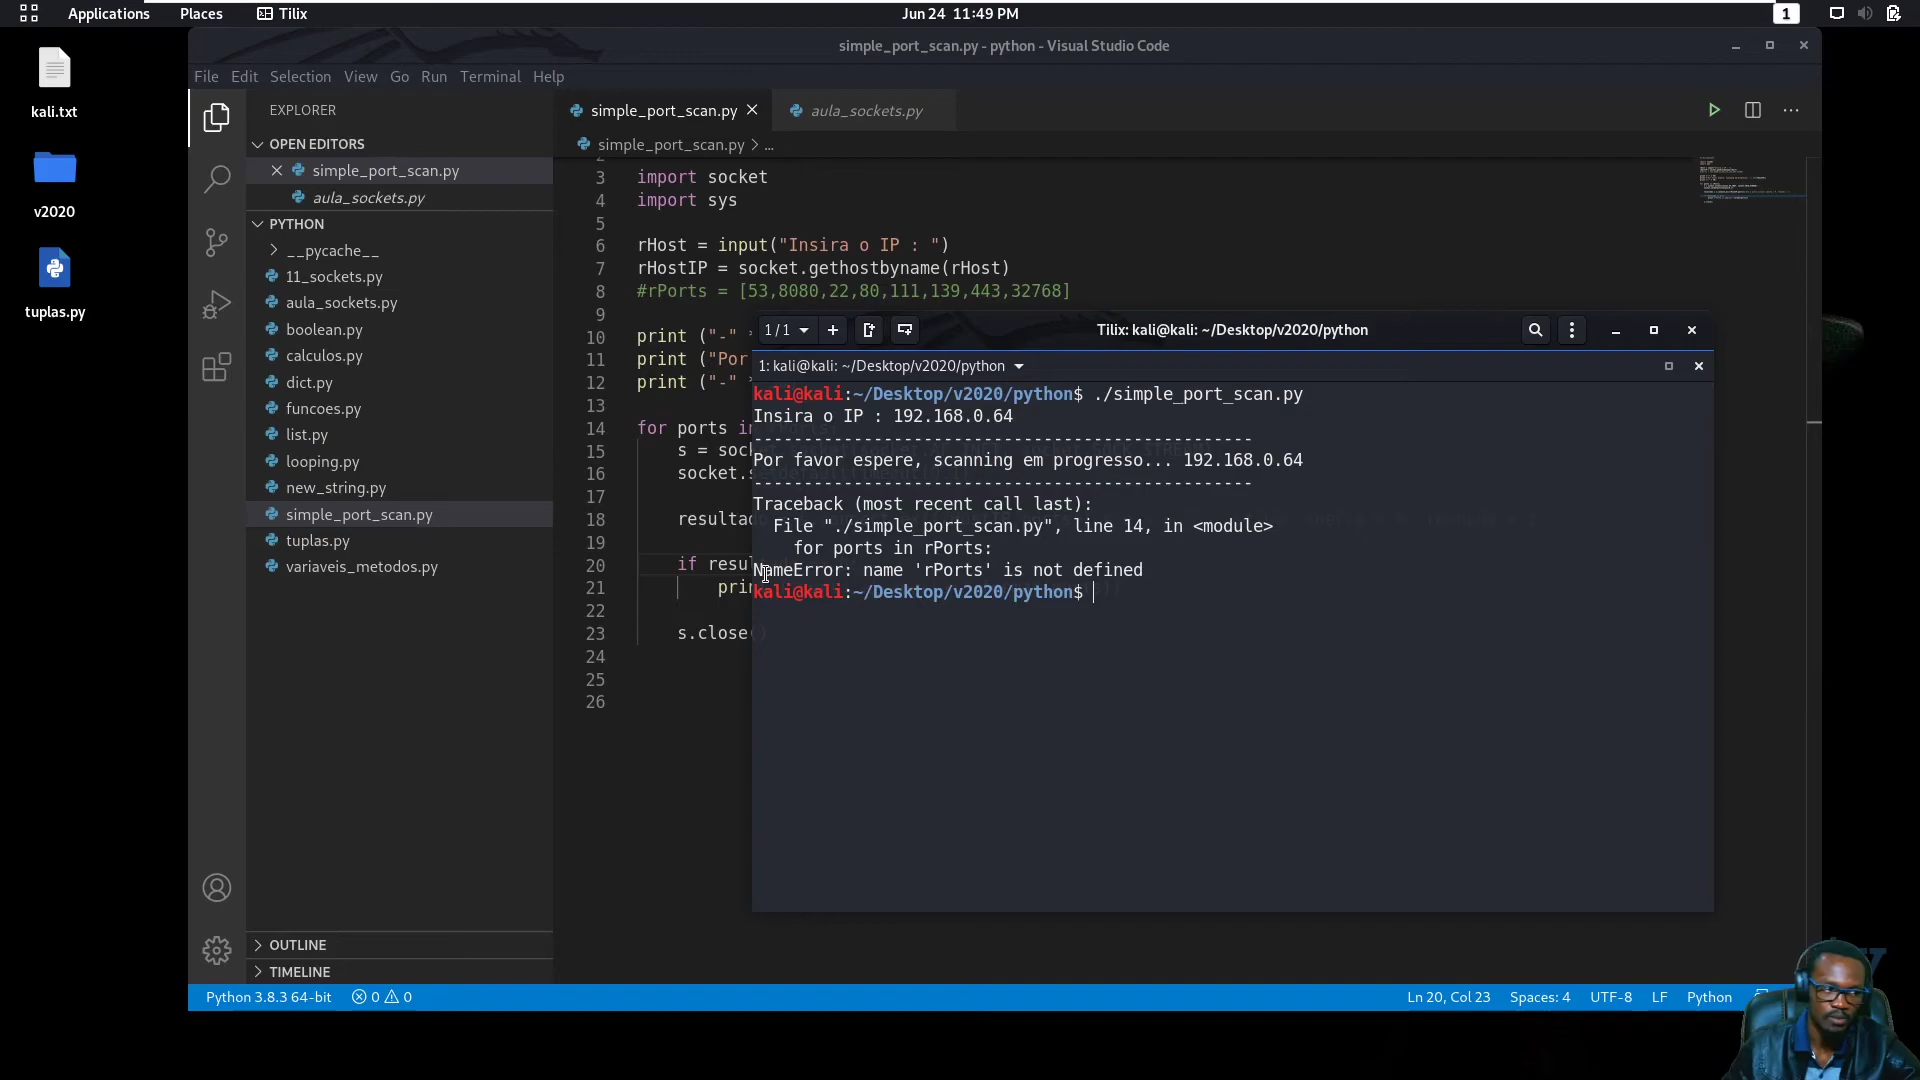 Applications Places Tilix Jun 24 11:49 PM 1
kali.txt
v2020
tuplas.py
simple_port_scan.py - python - Visual Studio Code
File Edit Selection View Go Run Terminal Help
EXPLORER
OPEN EDITORS
simple_port_scan.py
aula_sockets.py
PYTHON
__pycache__
11_sockets.py
aula_sockets.py
boolean.py
calculos.py
dict.py
funcoes.py
list.py
looping.py
new_string.py
simple_port_scan.py
tuplas.py
variaveis_metodos.py
OUTLINE
TIMELINE
simple_port_scan.py aula_sockets.py
simple_port_scan.py > ...
2
3 import socket
4 import sys
5
6 rHost = input("Insira o IP : ")
7 rHostIP = socket.gethostbyname(rHost)
8 #rPorts = [53,8080,22,80,111,139,443,32768]
9
10 print ("-" *
11 print ("Por
12 print ("-" *
13
14 for ports in
15 s = sock
16 socket.s
17
18 resultad
19
20 if resul
21 prin
22
23 s.close()
24
25
26
1/1 Tilix: kali@kali: ~/Desktop/v2020/python
1: kali@kali: ~/Desktop/v2020/python
kali@kali:~/Desktop/v2020/python$ ./simple_port_scan.py
Insira o IP : 192.168.0.64
--------------------------------------------------
Por favor espere, scanning em progresso... 192.168.0.64
--------------------------------------------------
Traceback (most recent call last):
File "./simple_port_scan.py", line 14, in <module>
for ports in rPorts:
NameError: name 'rPorts' is not defined
kali@kali:~/Desktop/v2020/python$
Python 3.8.3 64-bit 0 0 Ln 20, Col 23 Spaces: 4 UTF-8 LF Python